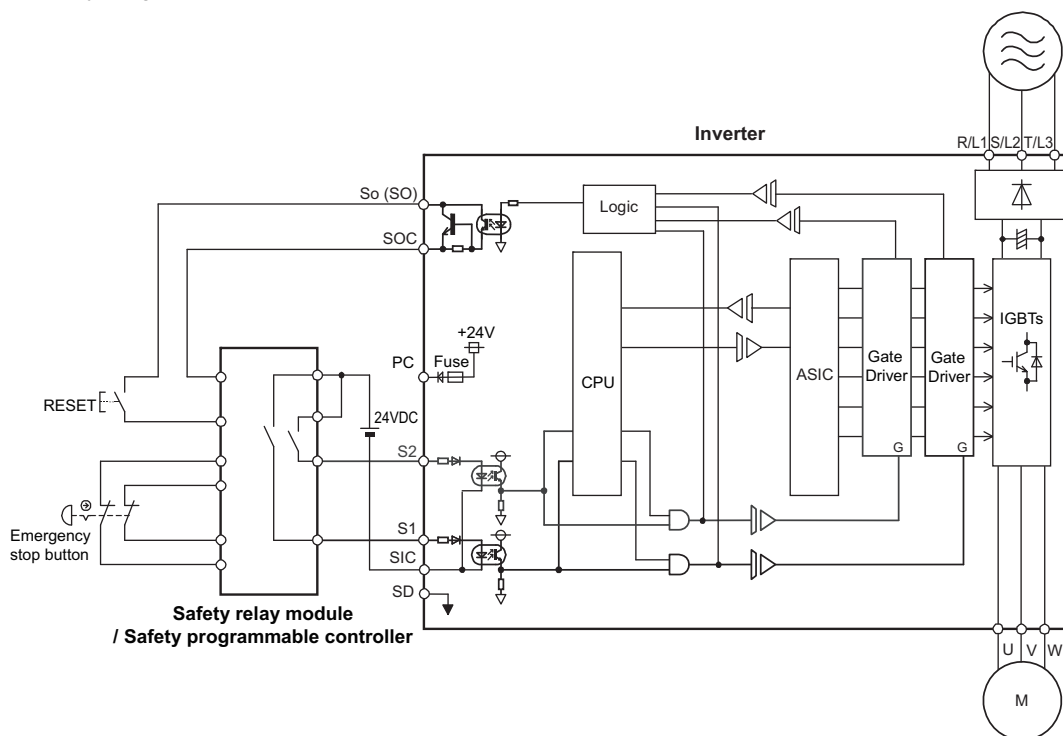 Inverter
R/L1 S/L2 T/L3
So (SO)
SOC
Logic
+24V
PC
Fuse
CPU
ASIC
Gate
Driver
G
Gate
Driver
G
IGBTs
RESET
24VDC
S2
S1
SIC
SD
Emergency
stop button
Safety relay module
/ Safety programmable controller
U V W
M